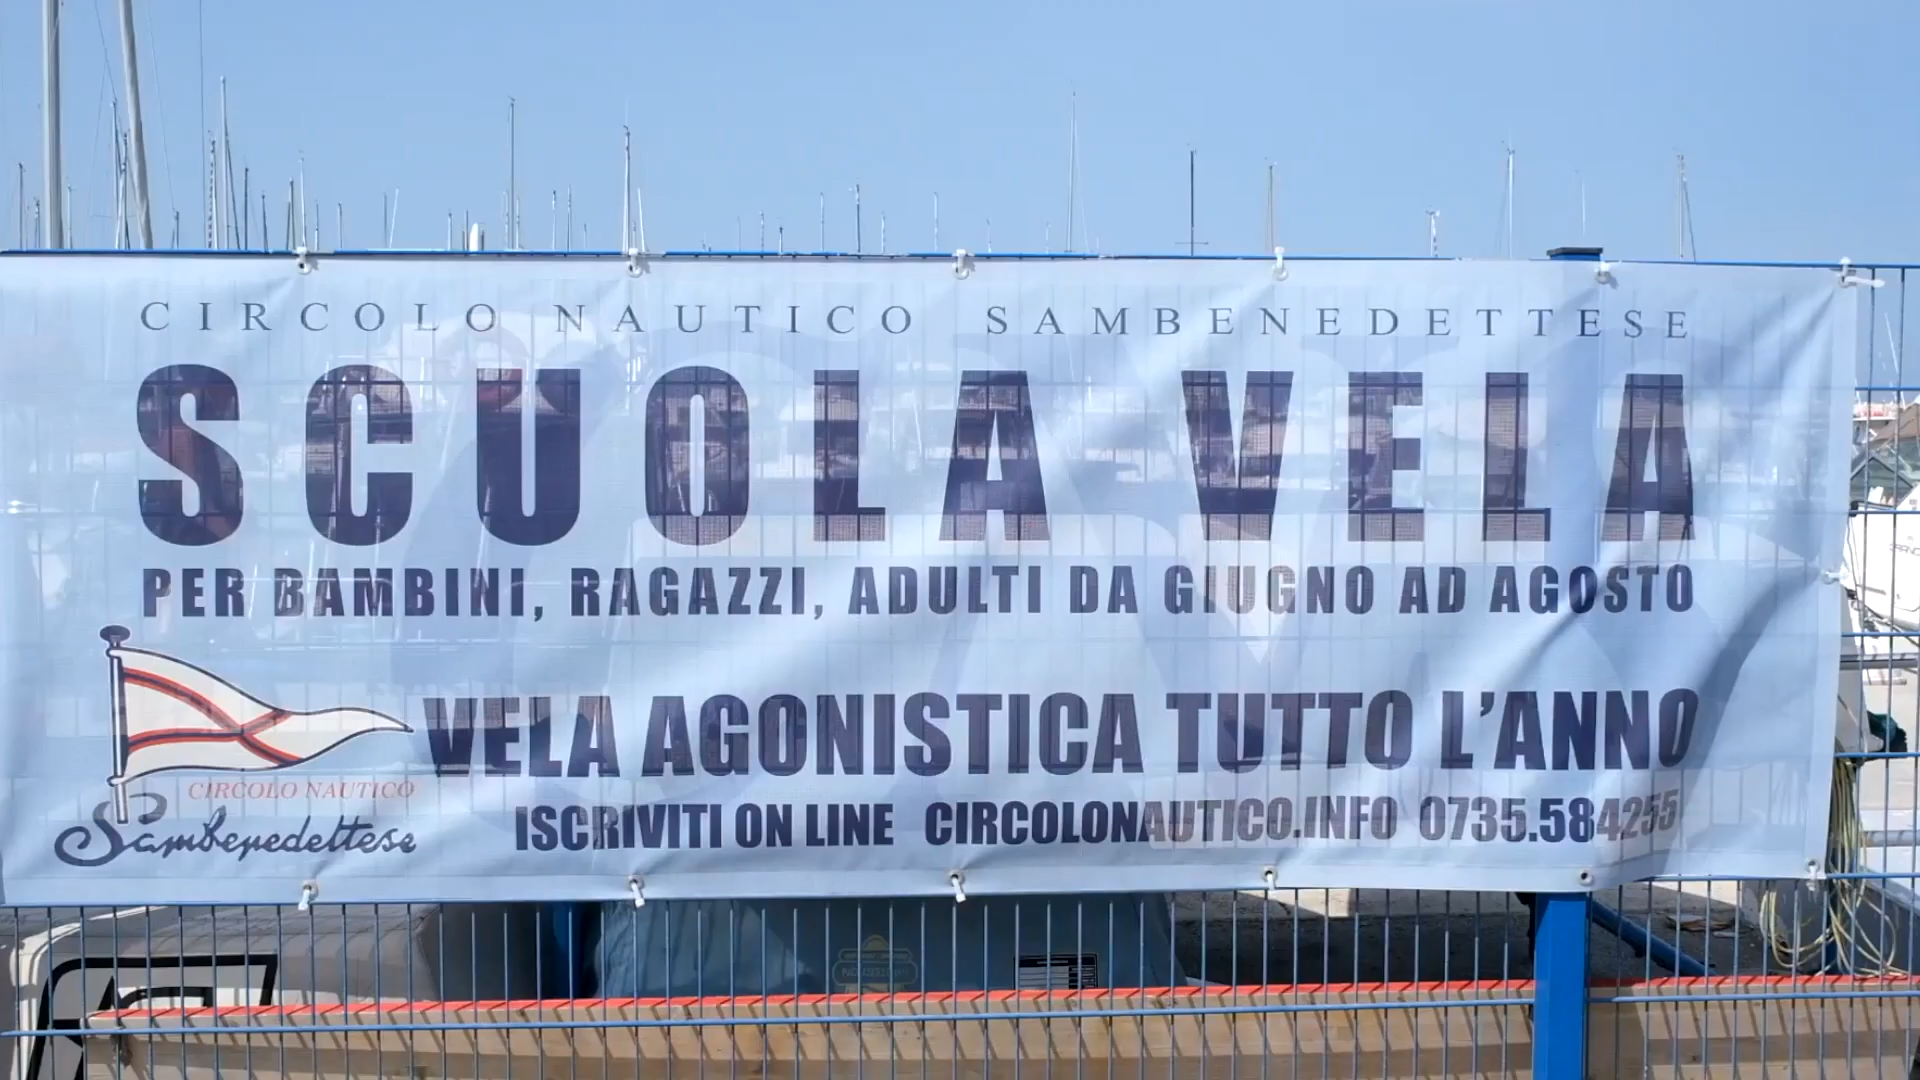 CIRCOLO NAUTICO SAMBENEDETTESE
SCUOLA VELA
PER BAMBINI, RAGAZZI, ADULTI DA GIUGNO AD AGOSTO
VELA AGONISTICA TUTTO L'ANNO
CIRCOLO NAUTICO
Sambenedettese
ISCRIVITI ON LINE CIRCOLONAUTICO.INFO 0735.584255